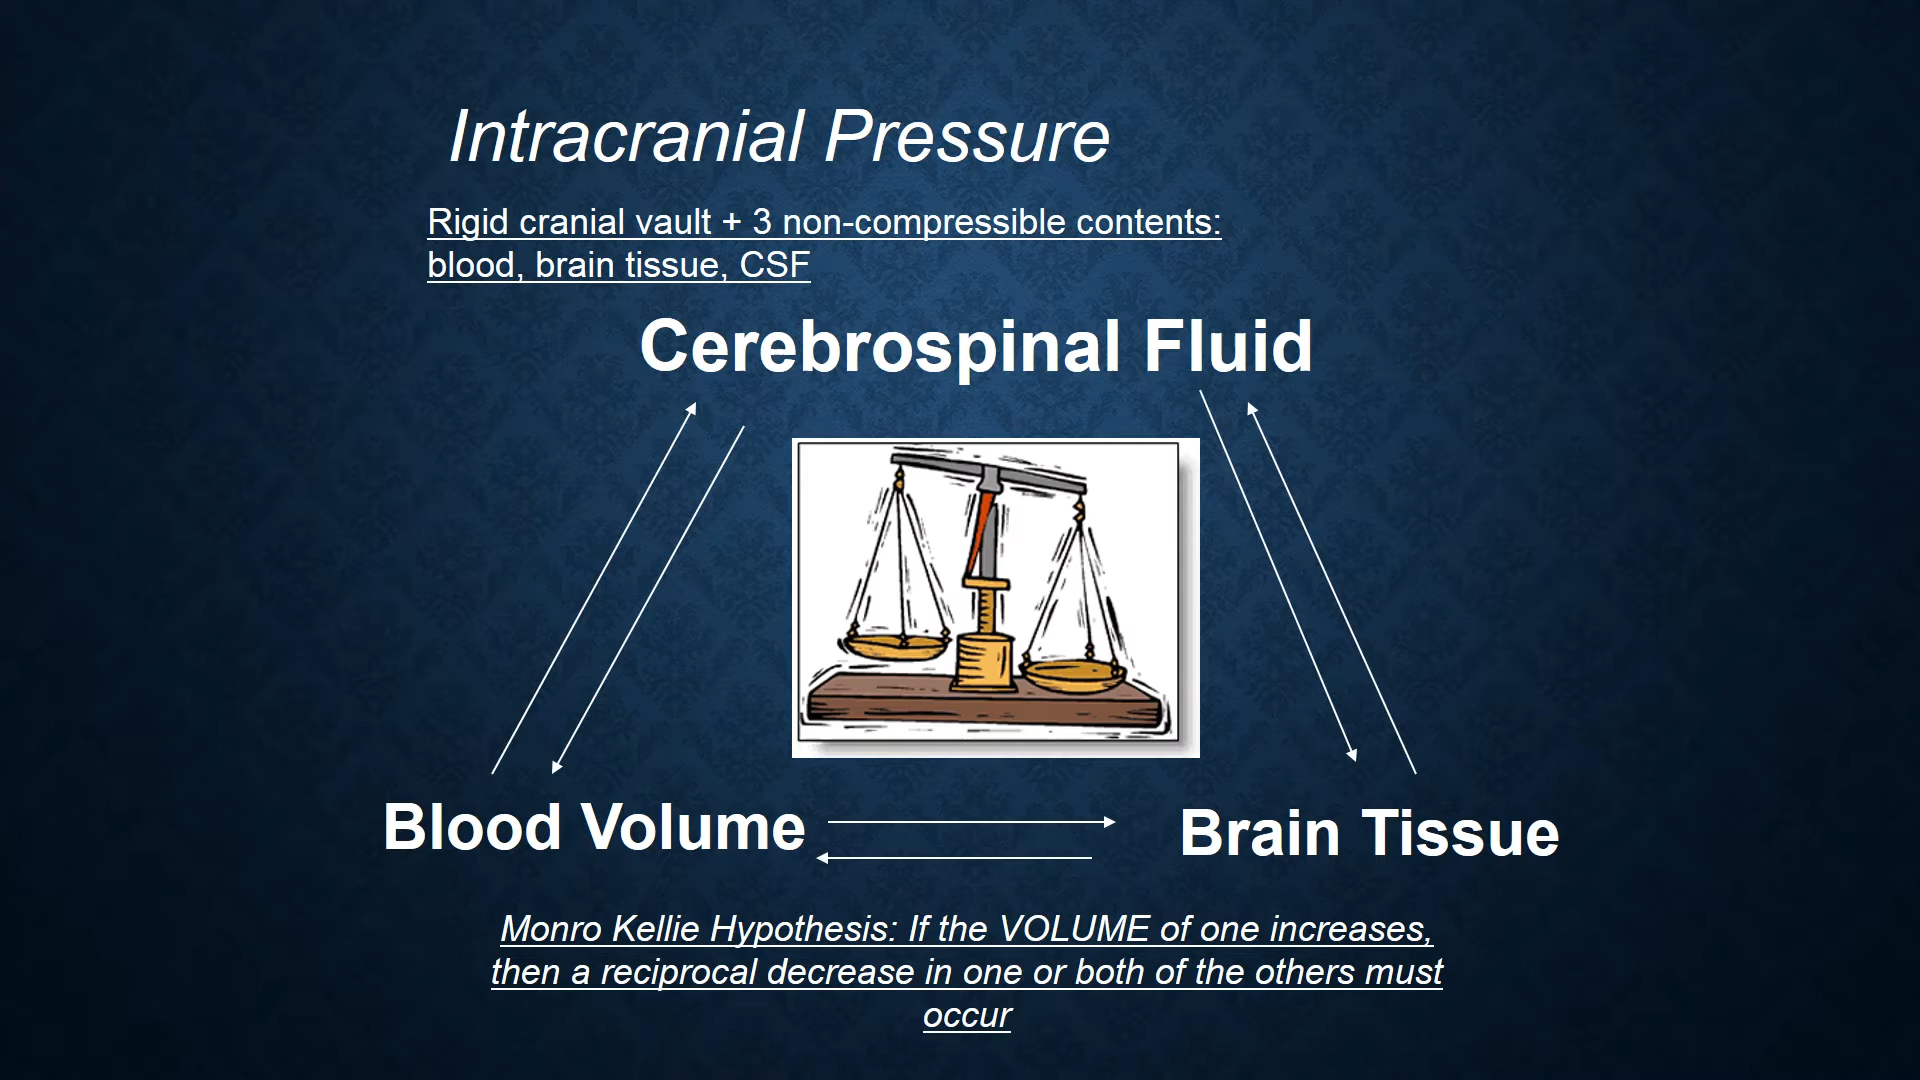 Intracranial Pressure
Rigid cranial vault + 3 non-compressible contents:
blood, brain tissue, CSF
Cerebrospinal Fluid
Blood Volume
Brain Tissue
Monro Kellie Hypothesis: If the VOLUME of one increases,
then a reciprocal decrease in one or both of the others must
occur